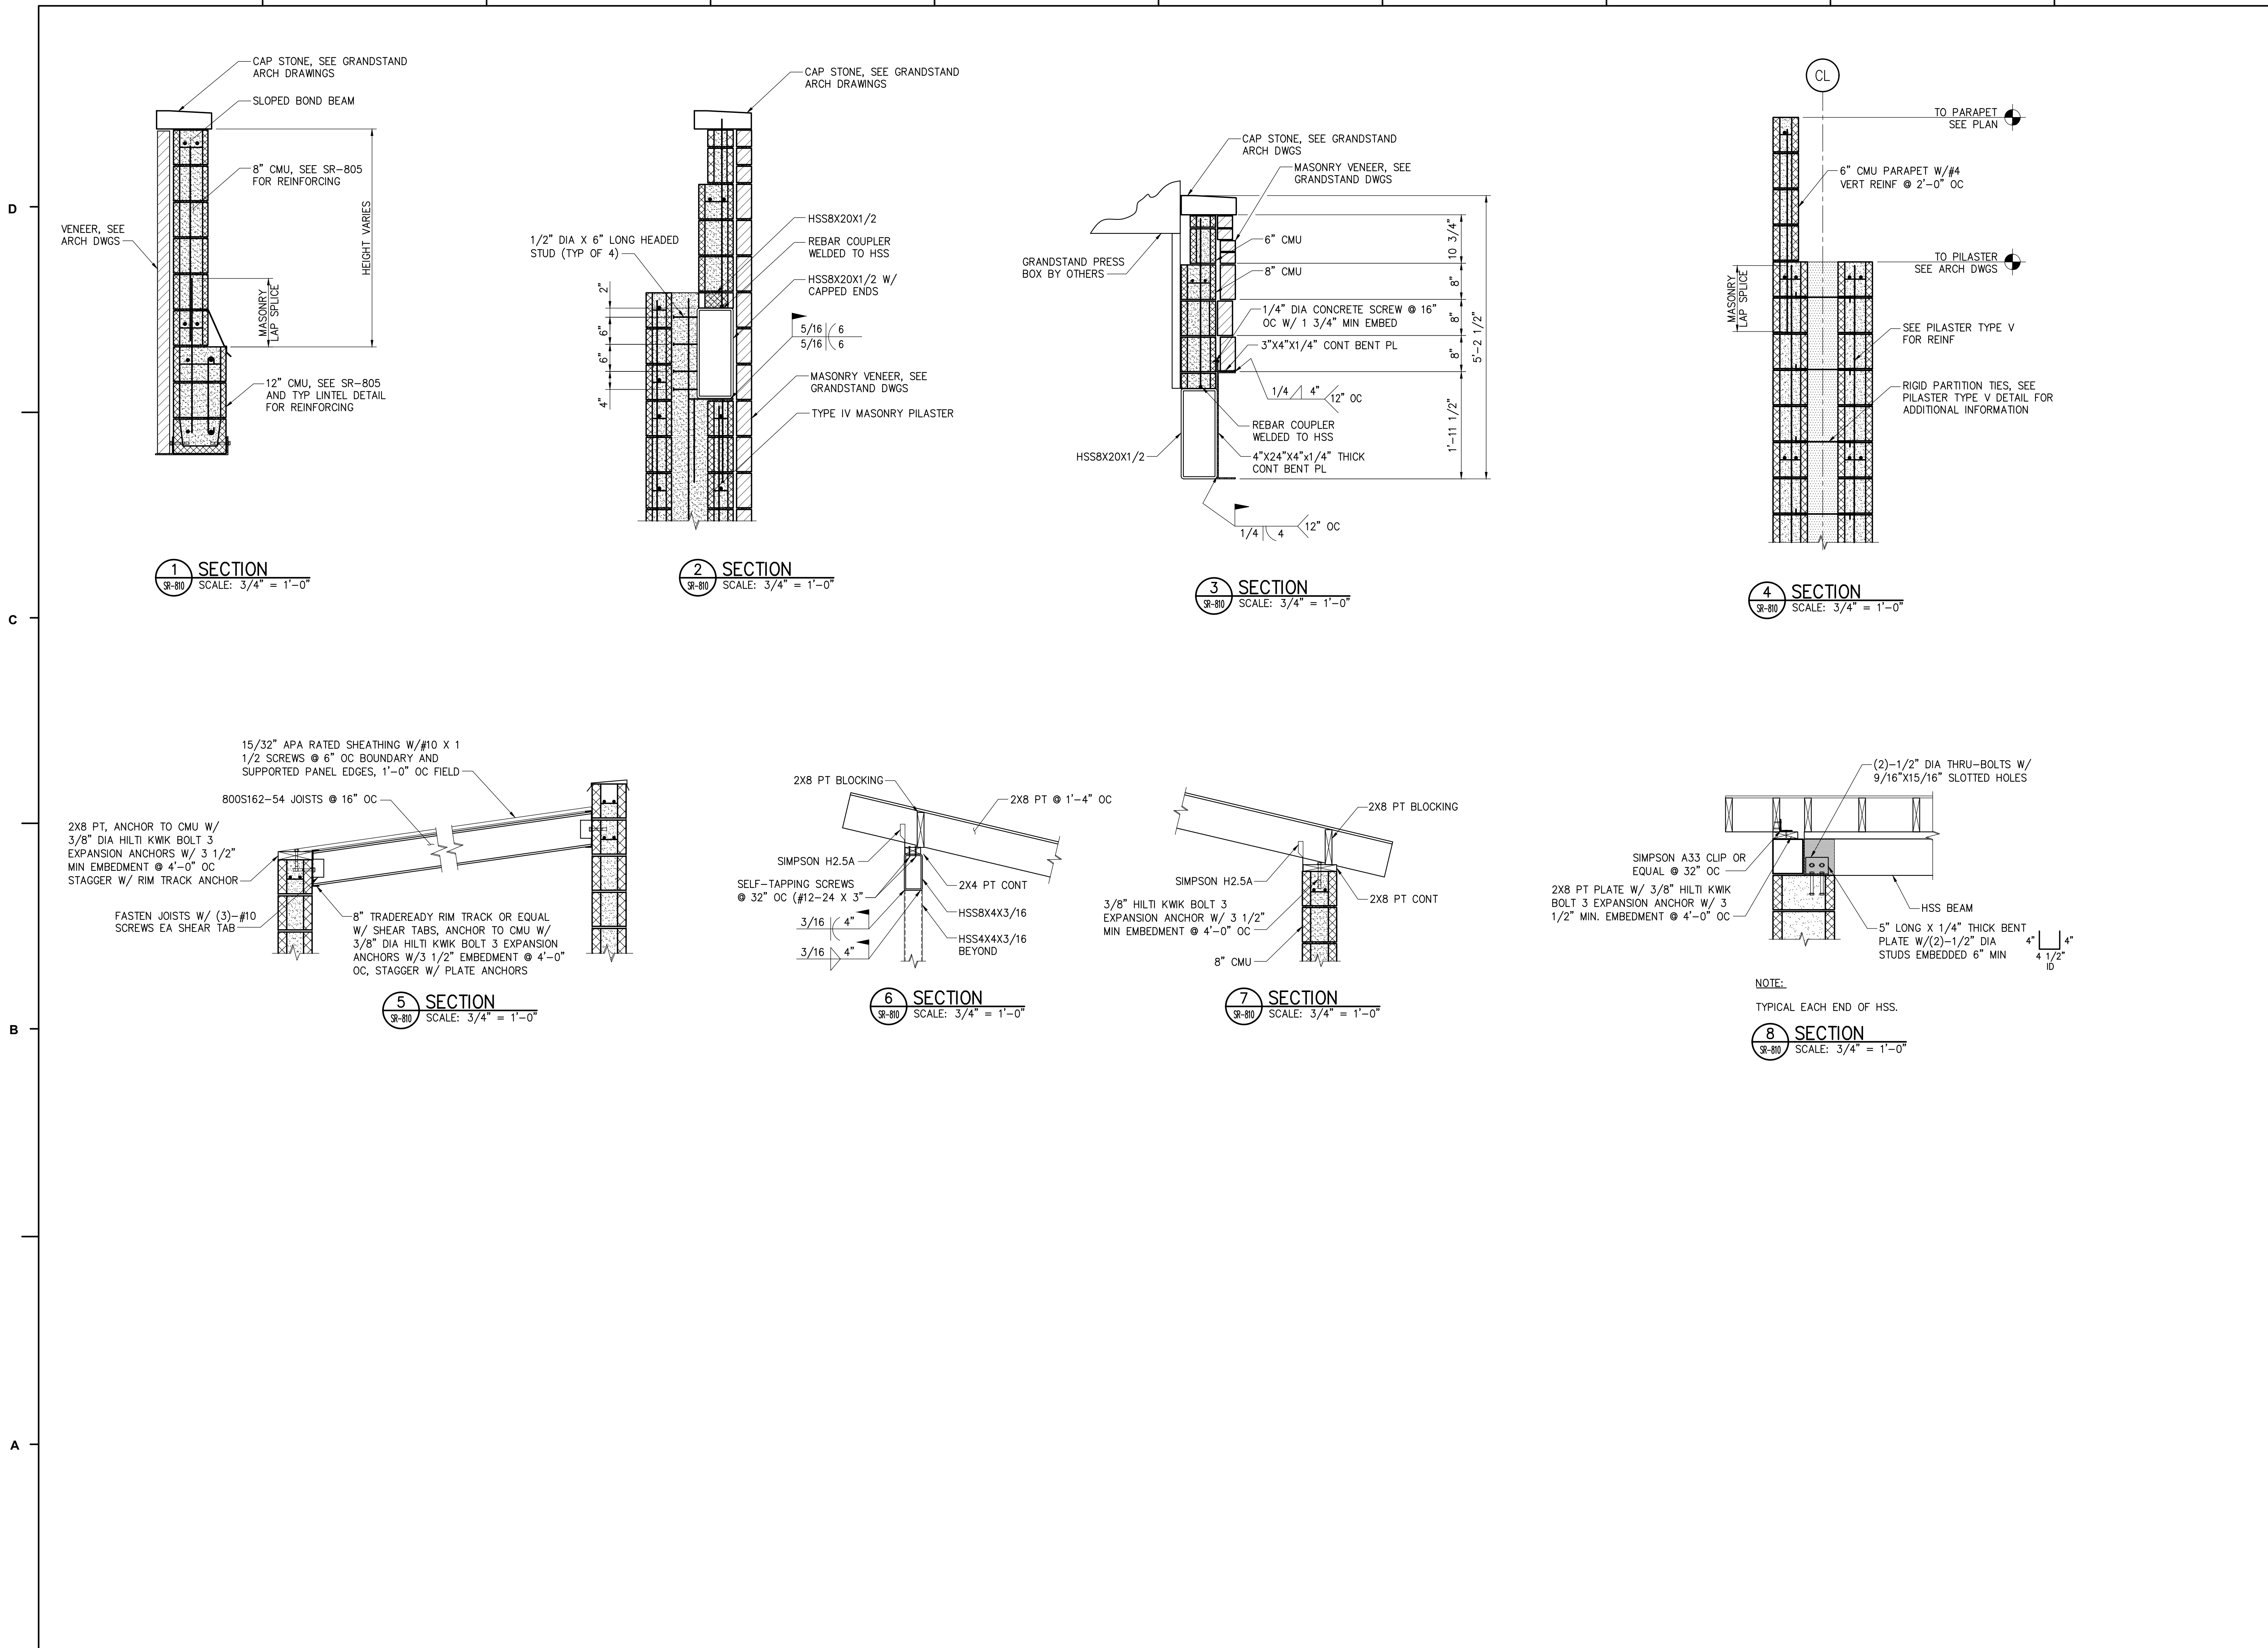 CAP STONE, SEE GRANDSTAND
ARCH DRAWINGS
SLOPED BOND BEAM
8" CMU, SEE SR-805
FOR REINFORCING
VENEER, SEE
ARCH DWGS
HEIGHT VARIES
MASONRY
LAP SPLICE
12" CMU, SEE SR-805
AND TYP LINTEL DETAIL
FOR REINFORCING
1
SR-810
SECTION
SCALE: 3/4" = 1'-0"
CAP STONE, SEE GRANDSTAND
ARCH DRAWINGS
1/2" DIA X 6" LONG HEADED
STUD (TYP OF 4)
HSS8X20X1/2
REBAR COUPLER
WELDED TO HSS
HSS8X20X1/2 W/
CAPPED ENDS
2"
6"
6"
4"
5/16 6
5/16 6
MASONRY VENEER, SEE
GRANDSTAND DWGS
TYPE IV MASONRY PILASTER
2
SR-810
SECTION
SCALE: 3/4" = 1'-0"
CAP STONE, SEE GRANDSTAND
ARCH DWGS
MASONRY VENEER, SEE
GRANDSTAND DWGS
6" CMU
GRANDSTAND PRESS
BOX BY OTHERS
8" CMU
1/4" DIA CONCRETE SCREW @ 16"
OC W/ 1 3/4" MIN EMBED
3"X4"X1/4" CONT BENT PL
1/4 4" 12" OC
REBAR COUPLER
WELDED TO HSS
HSS8X20X1/2
4"X24"X4"x1/4" THICK
CONT BENT PL
1/4 4 12" OC
10 3/4"
8"
8"
8"
1'-11 1/2"
5'-2 1/2"
3
SR-810
SECTION
SCALE: 3/4" = 1'-0"
CL
TO PARAPET
SEE PLAN
6" CMU PARAPET W/#4
VERT REINF @ 2'-0" OC
TO PILASTER
SEE ARCH DWGS
MASONRY
LAP SPLICE
SEE PILASTER TYPE V
FOR REINF
RIGID PARTITION TIES, SEE
PILASTER TYPE V DETAIL FOR
ADDITIONAL INFORMATION
4
SR-810
SECTION
SCALE: 3/4" = 1'-0"
15/32" APA RATED SHEATHING W/#10 X 1
1/2 SCREWS @ 6" OC BOUNDARY AND
SUPPORTED PANEL EDGES, 1'-0" OC FIELD
800S162-54 JOISTS @ 16" OC
2X8 PT, ANCHOR TO CMU W/
3/8" DIA HILTI KWIK BOLT 3
EXPANSION ANCHORS W/ 3 1/2"
MIN EMBEDMENT @ 4'-0" OC
STAGGER W/ RIM TRACK ANCHOR
FASTEN JOISTS W/ (3)-#10
SCREWS EA SHEAR TAB
8" TRADEREADY RIM TRACK OR EQUAL
W/ SHEAR TABS, ANCHOR TO CMU W/
3/8" DIA HILTI KWIK BOLT 3 EXPANSION
ANCHORS W/3 1/2" EMBEDMENT @ 4'-0"
OC, STAGGER W/ PLATE ANCHORS
5
SR-810
SECTION
SCALE: 3/4" = 1'-0"
2X8 PT BLOCKING
2X8 PT @ 1'-4" OC
SIMPSON H2.5A
SELF-TAPPING SCREWS
@ 32" OC (#12-24 X 3"
2X4 PT CONT
HSS8X4X3/16
HSS4X4X3/16
BEYOND
3/16 4"
3/16 4"
6
SR-810
SECTION
SCALE: 3/4" = 1'-0"
2X8 PT BLOCKING
SIMPSON H2.5A
2X8 PT CONT
3/8" HILTI KWIK BOLT 3
EXPANSION ANCHOR W/ 3 1/2"
MIN EMBEDMENT @ 4'-0" OC
8" CMU
7
SR-810
SECTION
SCALE: 3/4" = 1'-0"
(2)-1/2" DIA THRU-BOLTS W/
9/16"X15/16" SLOTTED HOLES
SIMPSON A33 CLIP OR
EQUAL @ 32" OC
2X8 PT PLATE W/ 3/8" HILTI KWIK
BOLT 3 EXPANSION ANCHOR W/ 3
1/2" MIN. EMBEDMENT @ 4'-0" OC
HSS BEAM
5" LONG X 1/4" THICK BENT
PLATE W/(2)-1/2" DIA
STUDS EMBEDDED 6" MIN
4" 4"
4 1/2"
ID
NOTE:
TYPICAL EACH END OF HSS.
8
SR-810
SECTION
SCALE: 3/4" = 1'-0"
D
C
B
A